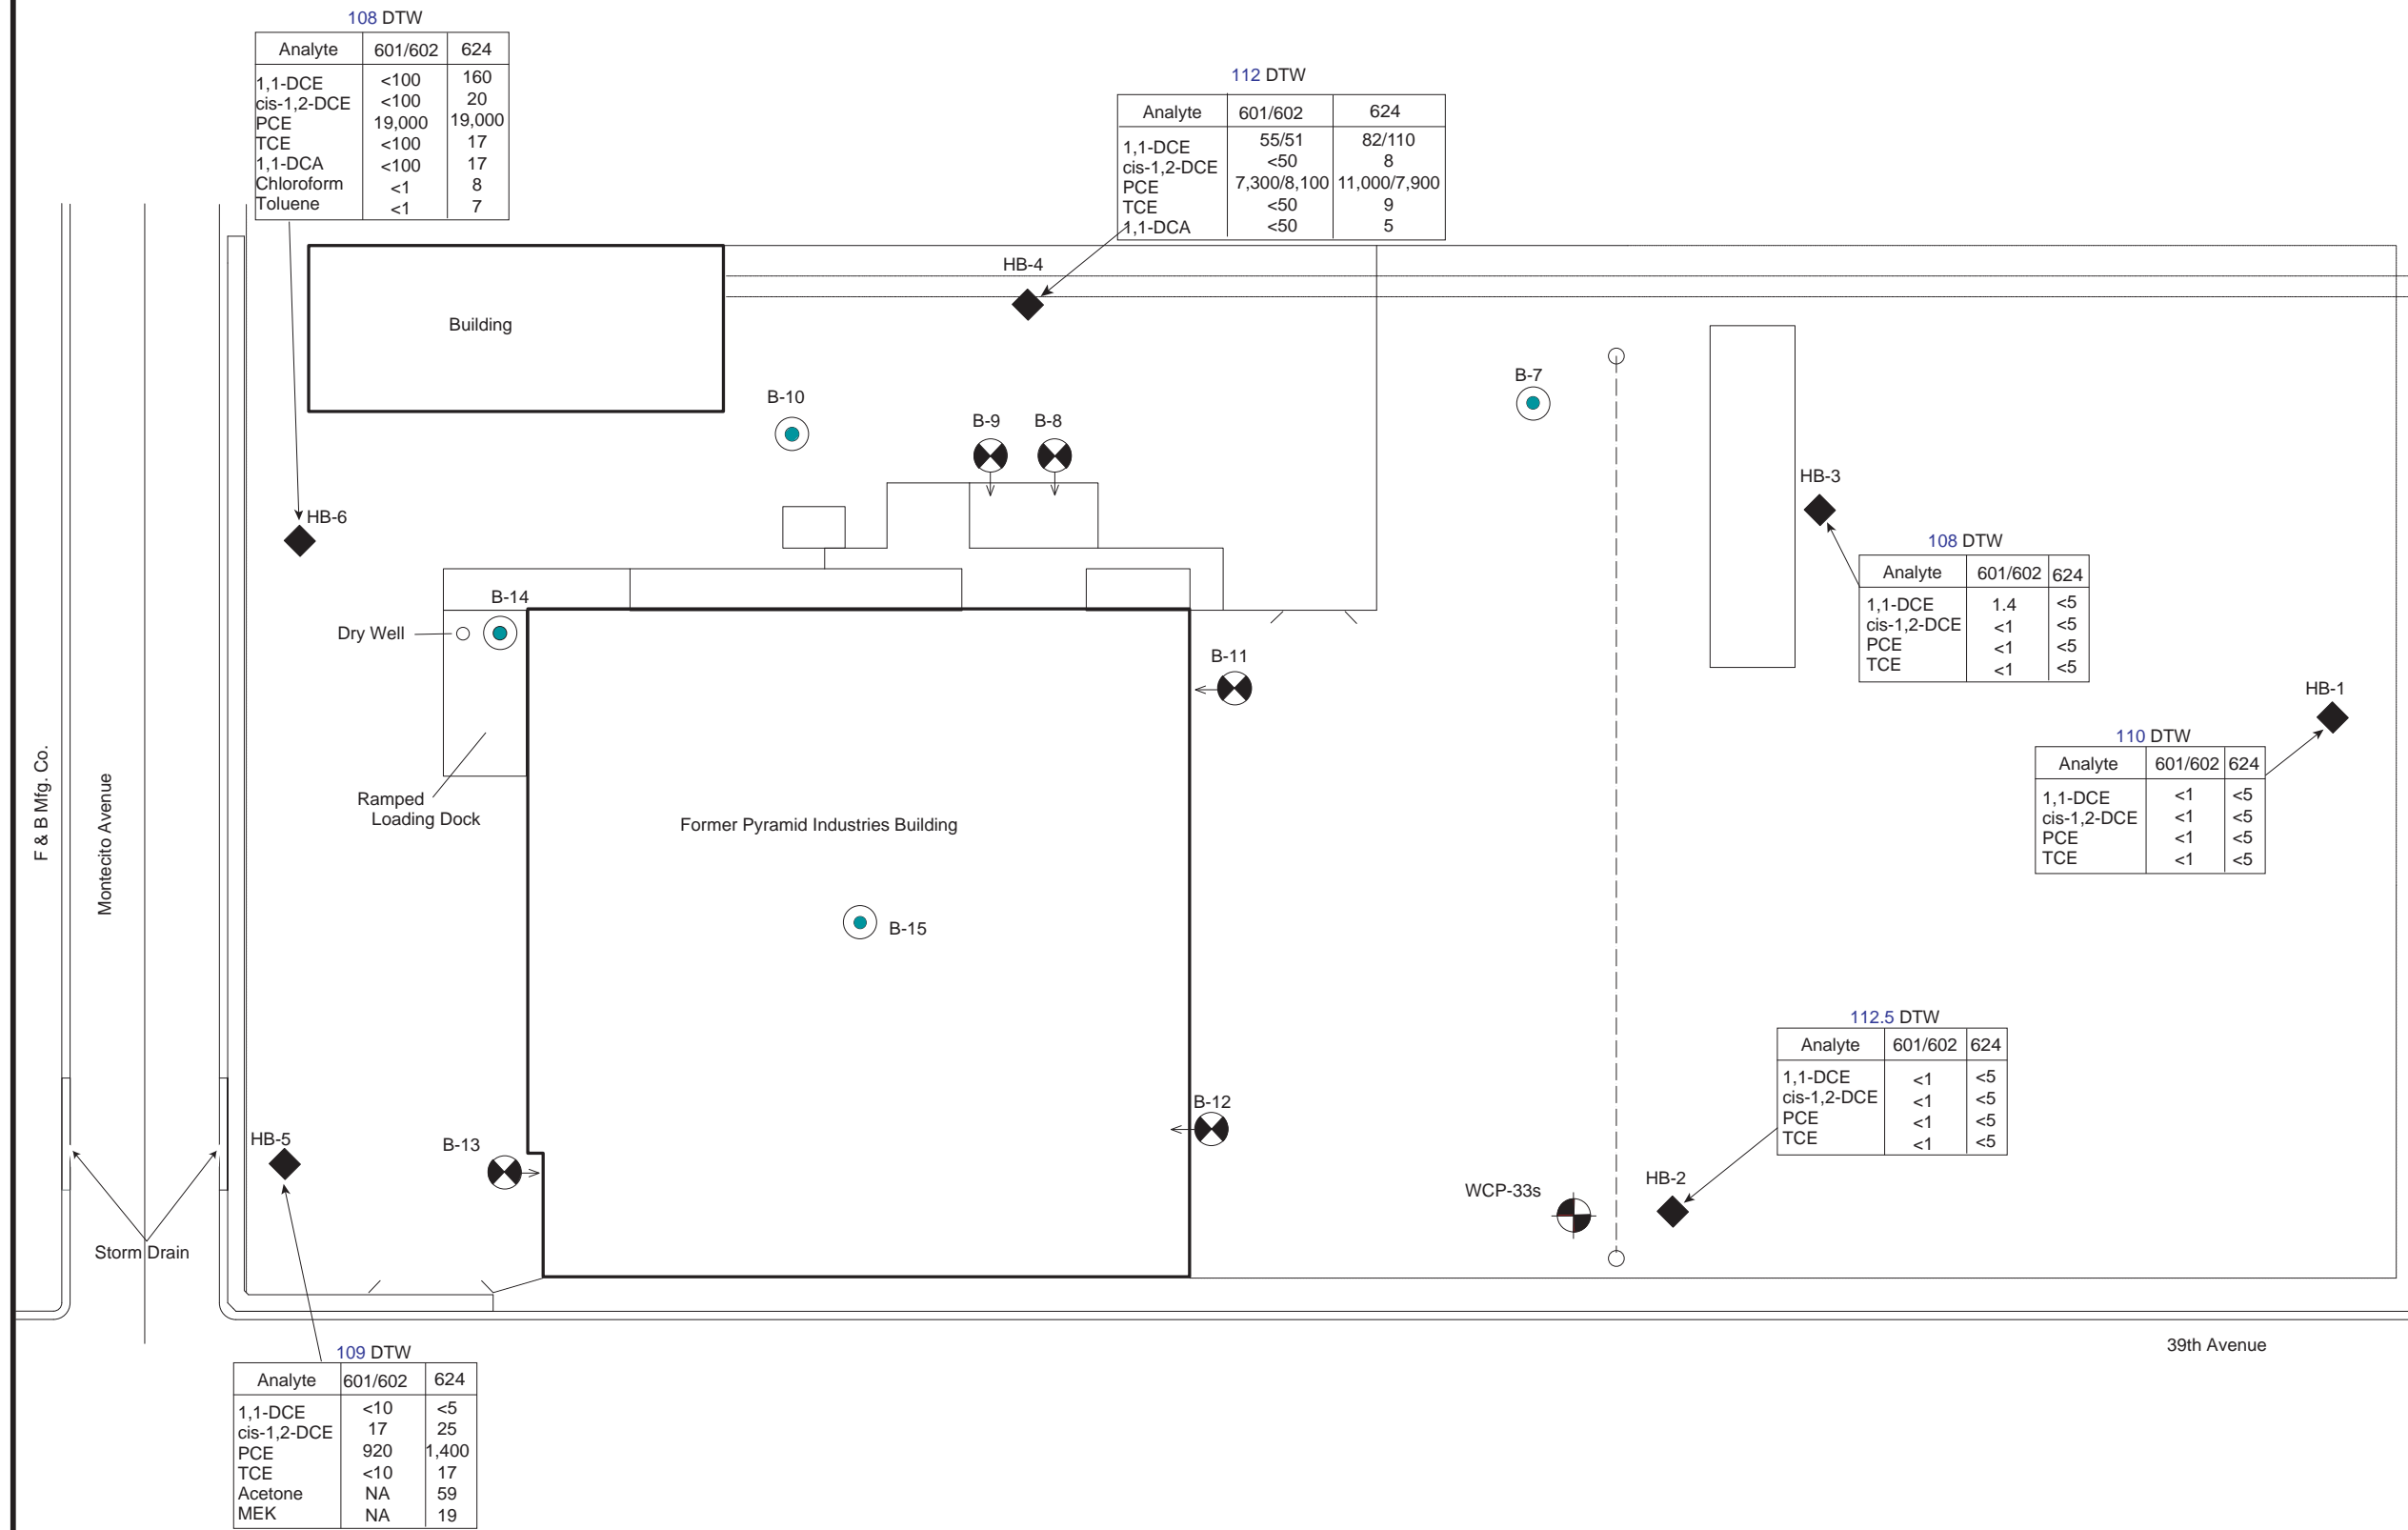 108 DTW
Analyte 601/602 624
1,1-DCE <100 160
cis-1,2-DCE <100 20
PCE 19,000 19,000
TCE <100 17
1,1-DCA <100 17
Chloroform <1 8
Toluene <1 7
112 DTW
Analyte 601/602 624
1,1-DCE 55/51 82/110
cis-1,2-DCE <50 8
PCE 7,300/8,100 11,000/7,900
TCE <50 9
1,1-DCA <50 5
HB-4
Building
B-7
B-10
B-9 B-8
HB-3
HB-6
108 DTW
Analyte 601/602 624
1,1-DCE 1.4 <5
cis-1,2-DCE <1 <5
PCE <1 <5
TCE <1 <5
B-14
Dry Well
B-11
HB-1
110 DTW
Analyte 601/602 624
1,1-DCE <1 <5
cis-1,2-DCE <1 <5
PCE <1 <5
TCE <1 <5
F & B Mfg. Co.
Montecito Avenue
Ramped
Loading Dock
Former Pyramid Industries Building
B-15
112.5 DTW
Analyte 601/602 624
1,1-DCE <1 <5
cis-1,2-DCE <1 <5
PCE <1 <5
TCE <1 <5
B-12
HB-5
B-13
HB-2
WCP-33s
Storm Drain
39th Avenue
109 DTW
Analyte 601/602 624
1,1-DCE <10 <5
cis-1,2-DCE 17 25
PCE 920 1,400
TCE <10 17
Acetone NA 59
MEK NA 19